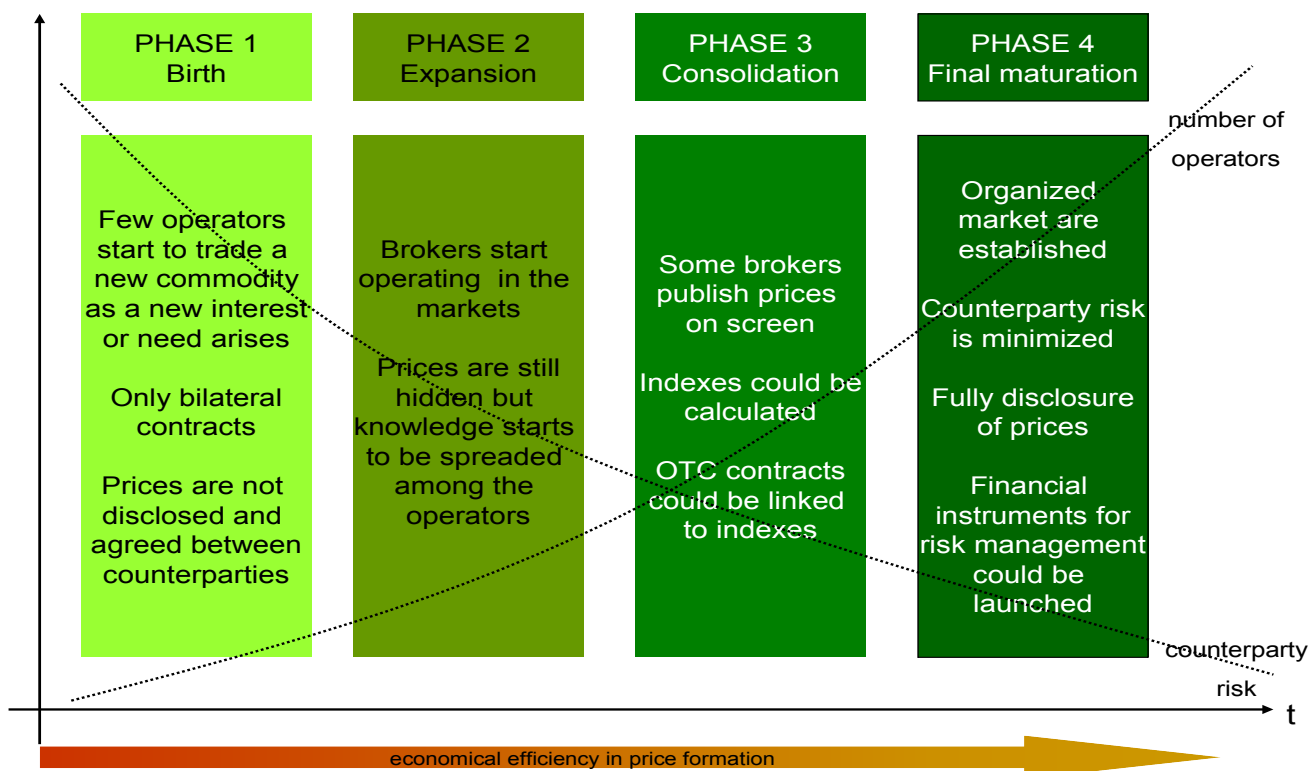 PHASE 1
Birth
PHASE 2
Expansion
PHASE 3
Consolidation
PHASE 4
Final maturation
number of
operators
Few operators
start to trade a
new commodity
as a new interest
or need arises
Only bilateral
contracts
Prices are not
disclosed and
agreed between
counterparties
Brokers start
operating in the
markets
Prices are still
hidden but
knowledge starts
to be spreaded
among the
operators
Some brokers
publish prices
on screen
Indexes could be
calculated
OTC contracts
could be linked
to indexes
Organized
market are
established
Counterparty risk
is minimized
Fully disclosure
of prices
Financial
instruments for
risk management
could be
launched
counterparty
risk
t
economical efficiency in price formation